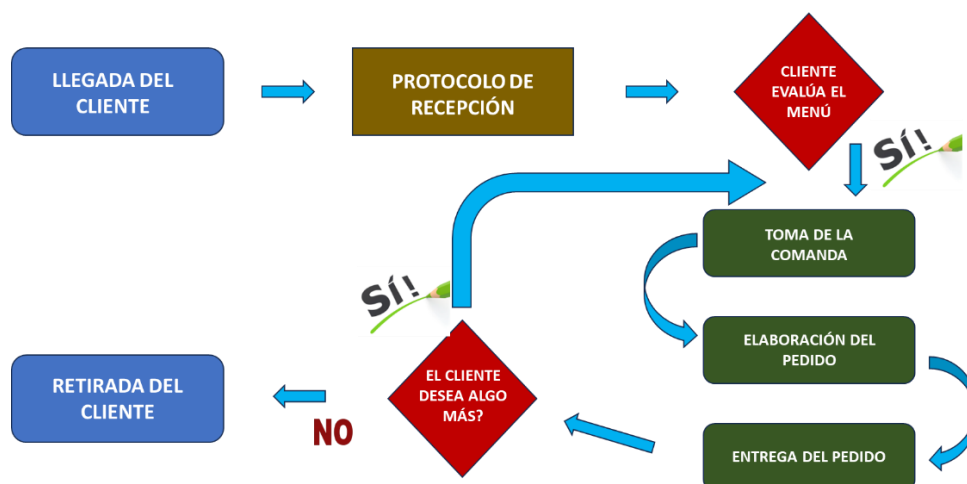 LLEGADA DEL
CLIENTE
PROTOCOLO DE
RECEPCIÓN
CLIENTE
EVALÚA EL
MENÚ
SÍ!
TOMA DE LA
COMANDA
ELABORACIÓN DEL
PEDIDO
ENTREGA DEL PEDIDO
EL CLIENTE
DESEA ALGO
MÁS?
SÍ!
NO
RETIRADA DEL
CLIENTE